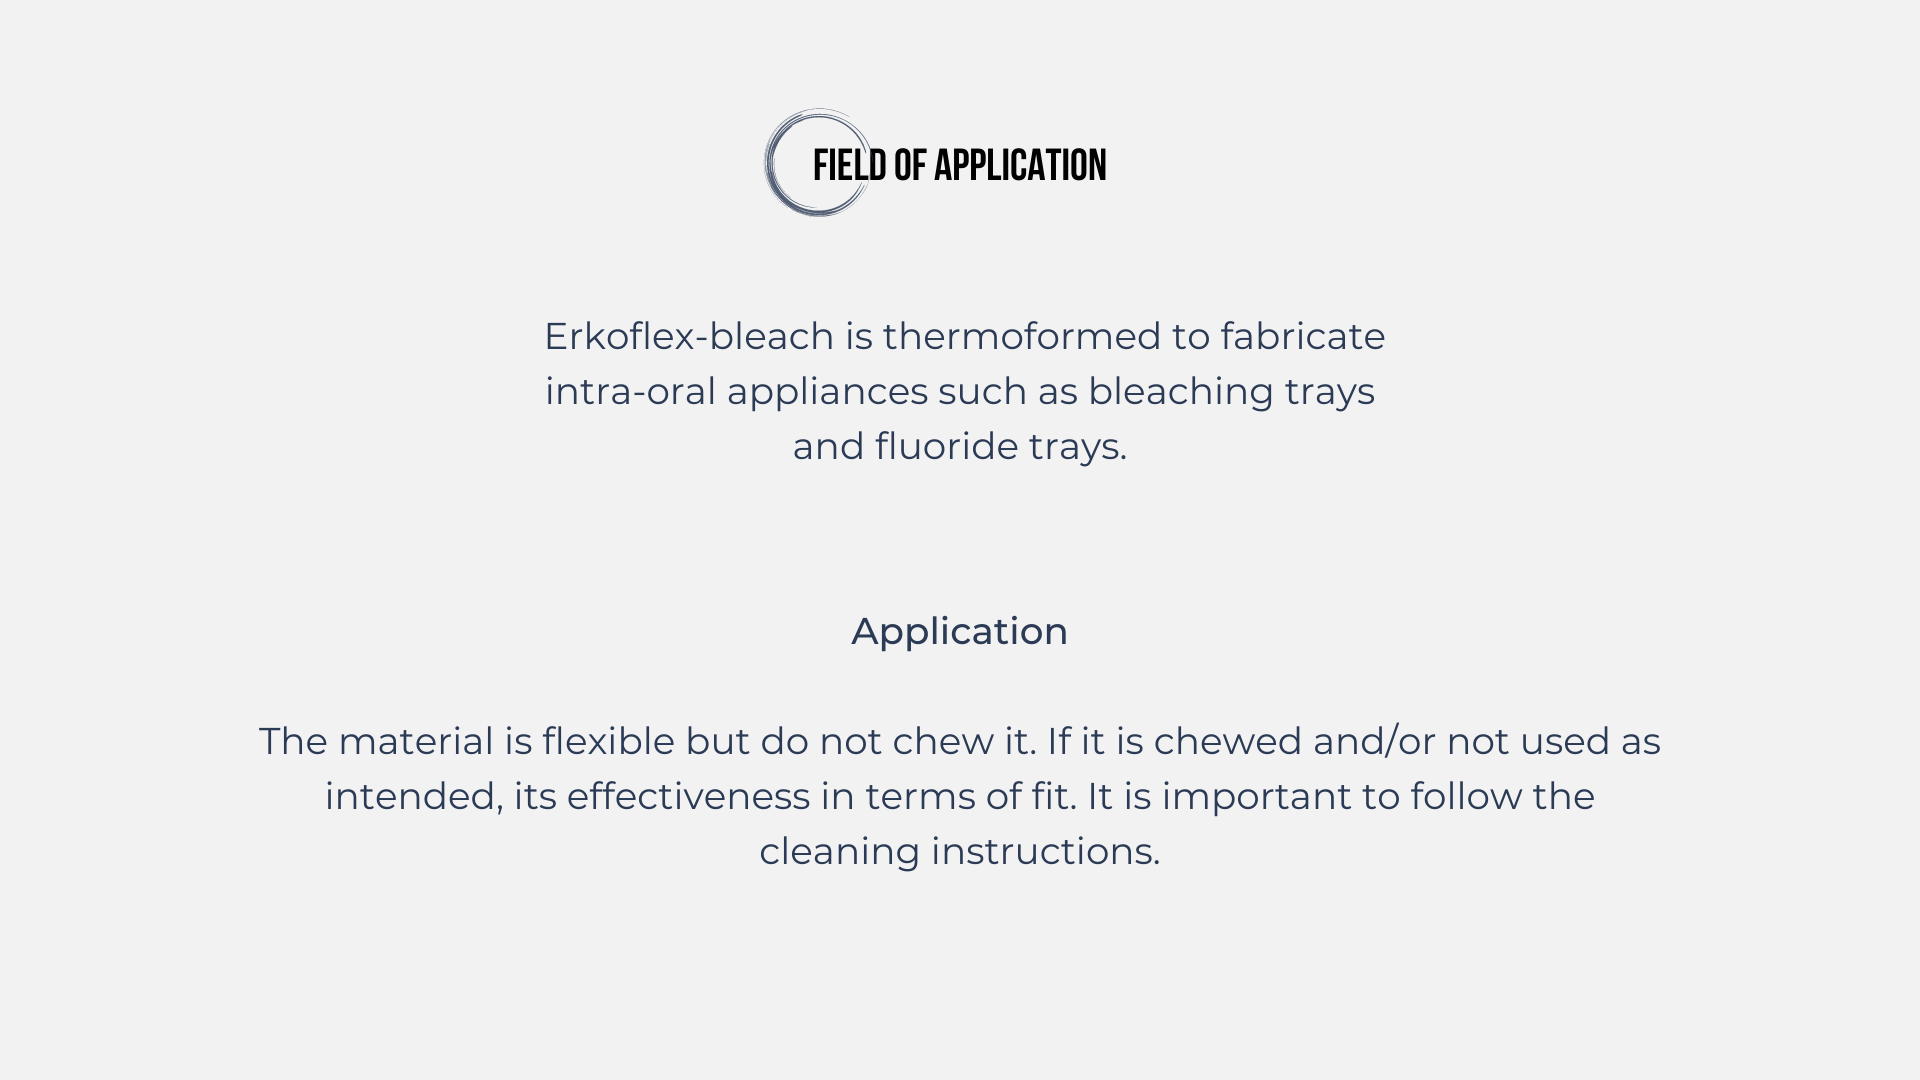 FIELD OF APPLICATION
Erkoflex-bleach is thermoformed to fabricate
intra-oral appliances such as bleaching trays
and fluoride trays.
Application
The material is flexible but do not chew it. If it is chewed and/or not used as
intended, its effectiveness in terms of fit. It is important to follow the
cleaning instructions.